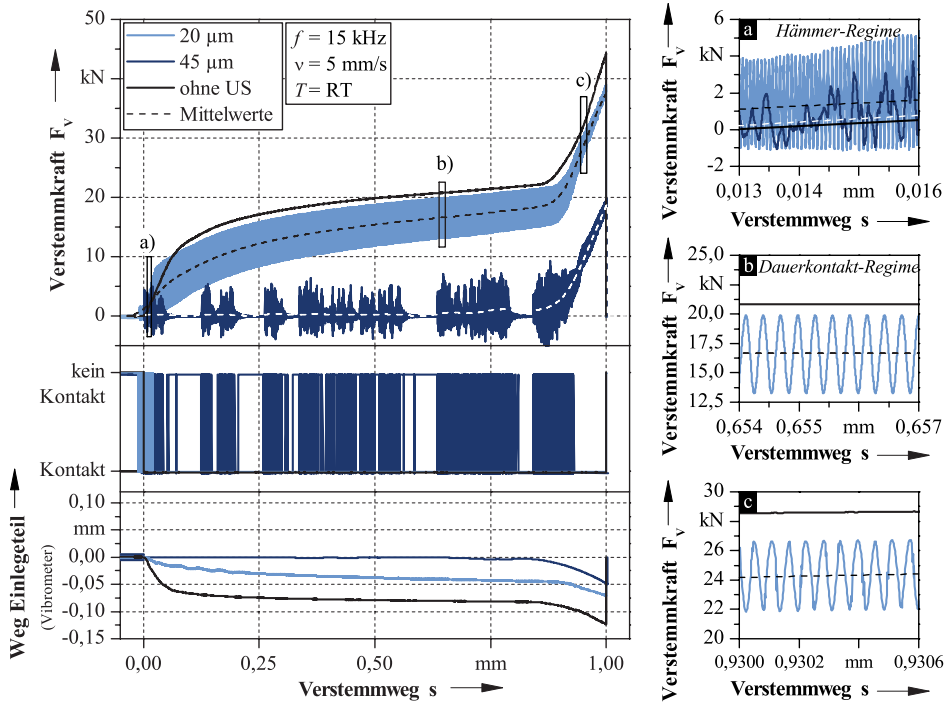 50
40
kN
30
20
10
0
Verstemmkraft F_V
20 µm
45 µm
ohne US
Mittelwerte
f = 15 kHz
ν = 5 mm/s
T = RT
a)
b)
c)
kein
Kontakt
Kontakt
0,10
mm
0,00
-0,05
-0,10
-0,15
Weg Einlegeteil
(Vibrometer)
0,00
0,25
0,50
mm
1,00
Verstemmweg s
a
Hämmer-Regime
6
kN
2
0
-2
Verstemmkraft F_V
0,013
0,014
mm
0,016
Verstemmweg s
b
Dauerkontakt-Regime
25,0
kN
20,0
17,5
15,0
12,5
Verstemmkraft F_V
0,654
0,655
mm
0,657
Verstemmweg s
c
30
kN
26
24
22
20
Verstemmkraft F_V
0,9300
0,9302
mm
0,9306
Verstemmweg s